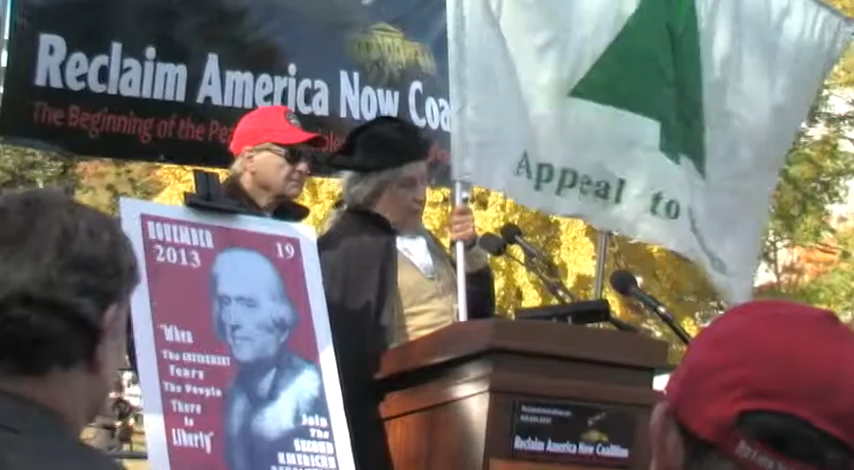 Reclaim America Now Coa
The Beginning of the
Appeal to
NOVEMBER 19
2013
"When
The GOVERNMENT
Fears
The People
There
is
Liberty"
Join
The
SECOND
AMERICAN
Reclaim America Now Coalition